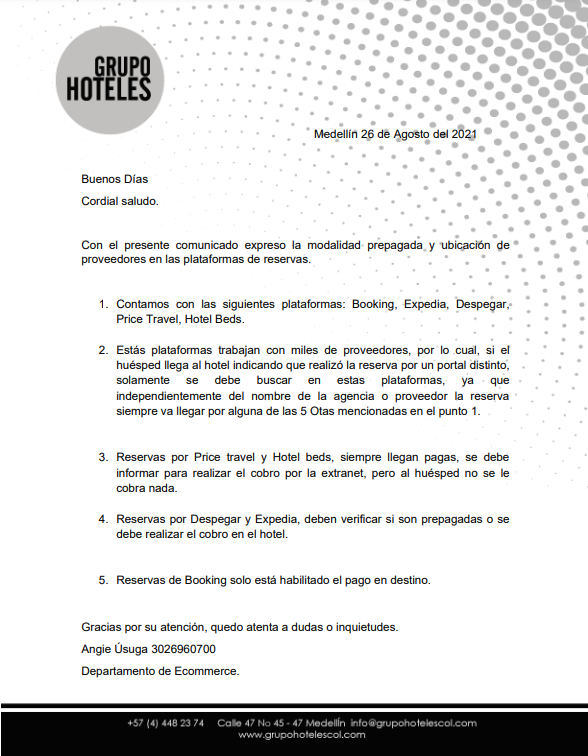 GRUPO
HOTELES
Medellín 26 de Agosto del 2021
Buenos Días
Cordial saludo.
Con el presente comunicado expreso la modalidad prepagada y ubicación de
proveedores en las plataformas de reservas.
1. Contamos con las siguientes plataformas: Booking, Expedia, Despegar,
Price Travel, Hotel Beds.
2. Estás plataformas trabajan con miles de proveedores, por lo cual, si el
huésped llega al hotel indicando que realizó la reserva por un portal distinto,
solamente se debe buscar en estas plataformas, ya que
independientemente del nombre de la agencia o proveedor la reserva
siempre va llegar por alguna de las 5 Otas mencionadas en el punto 1.
3. Reservas por Price travel y Hotel beds, siempre llegan pagas, se debe
informar para realizar el cobro por la extranet, pero al huésped no se le
cobra nada.
4. Reservas por Despegar y Expedia, deben verificar si son prepagadas o se
debe realizar el cobro en el hotel.
5. Reservas de Booking solo está habilitado el pago en destino.
Gracias por su atención, quedo atenta a dudas o inquietudes.
Angie Úsuga 3026960700
Departamento de Ecommerce.
+57 (4) 448 23 74 Calle 47 No 45 - 47 Medellín info@grupohotelescol.com
www.grupohotelescol.com